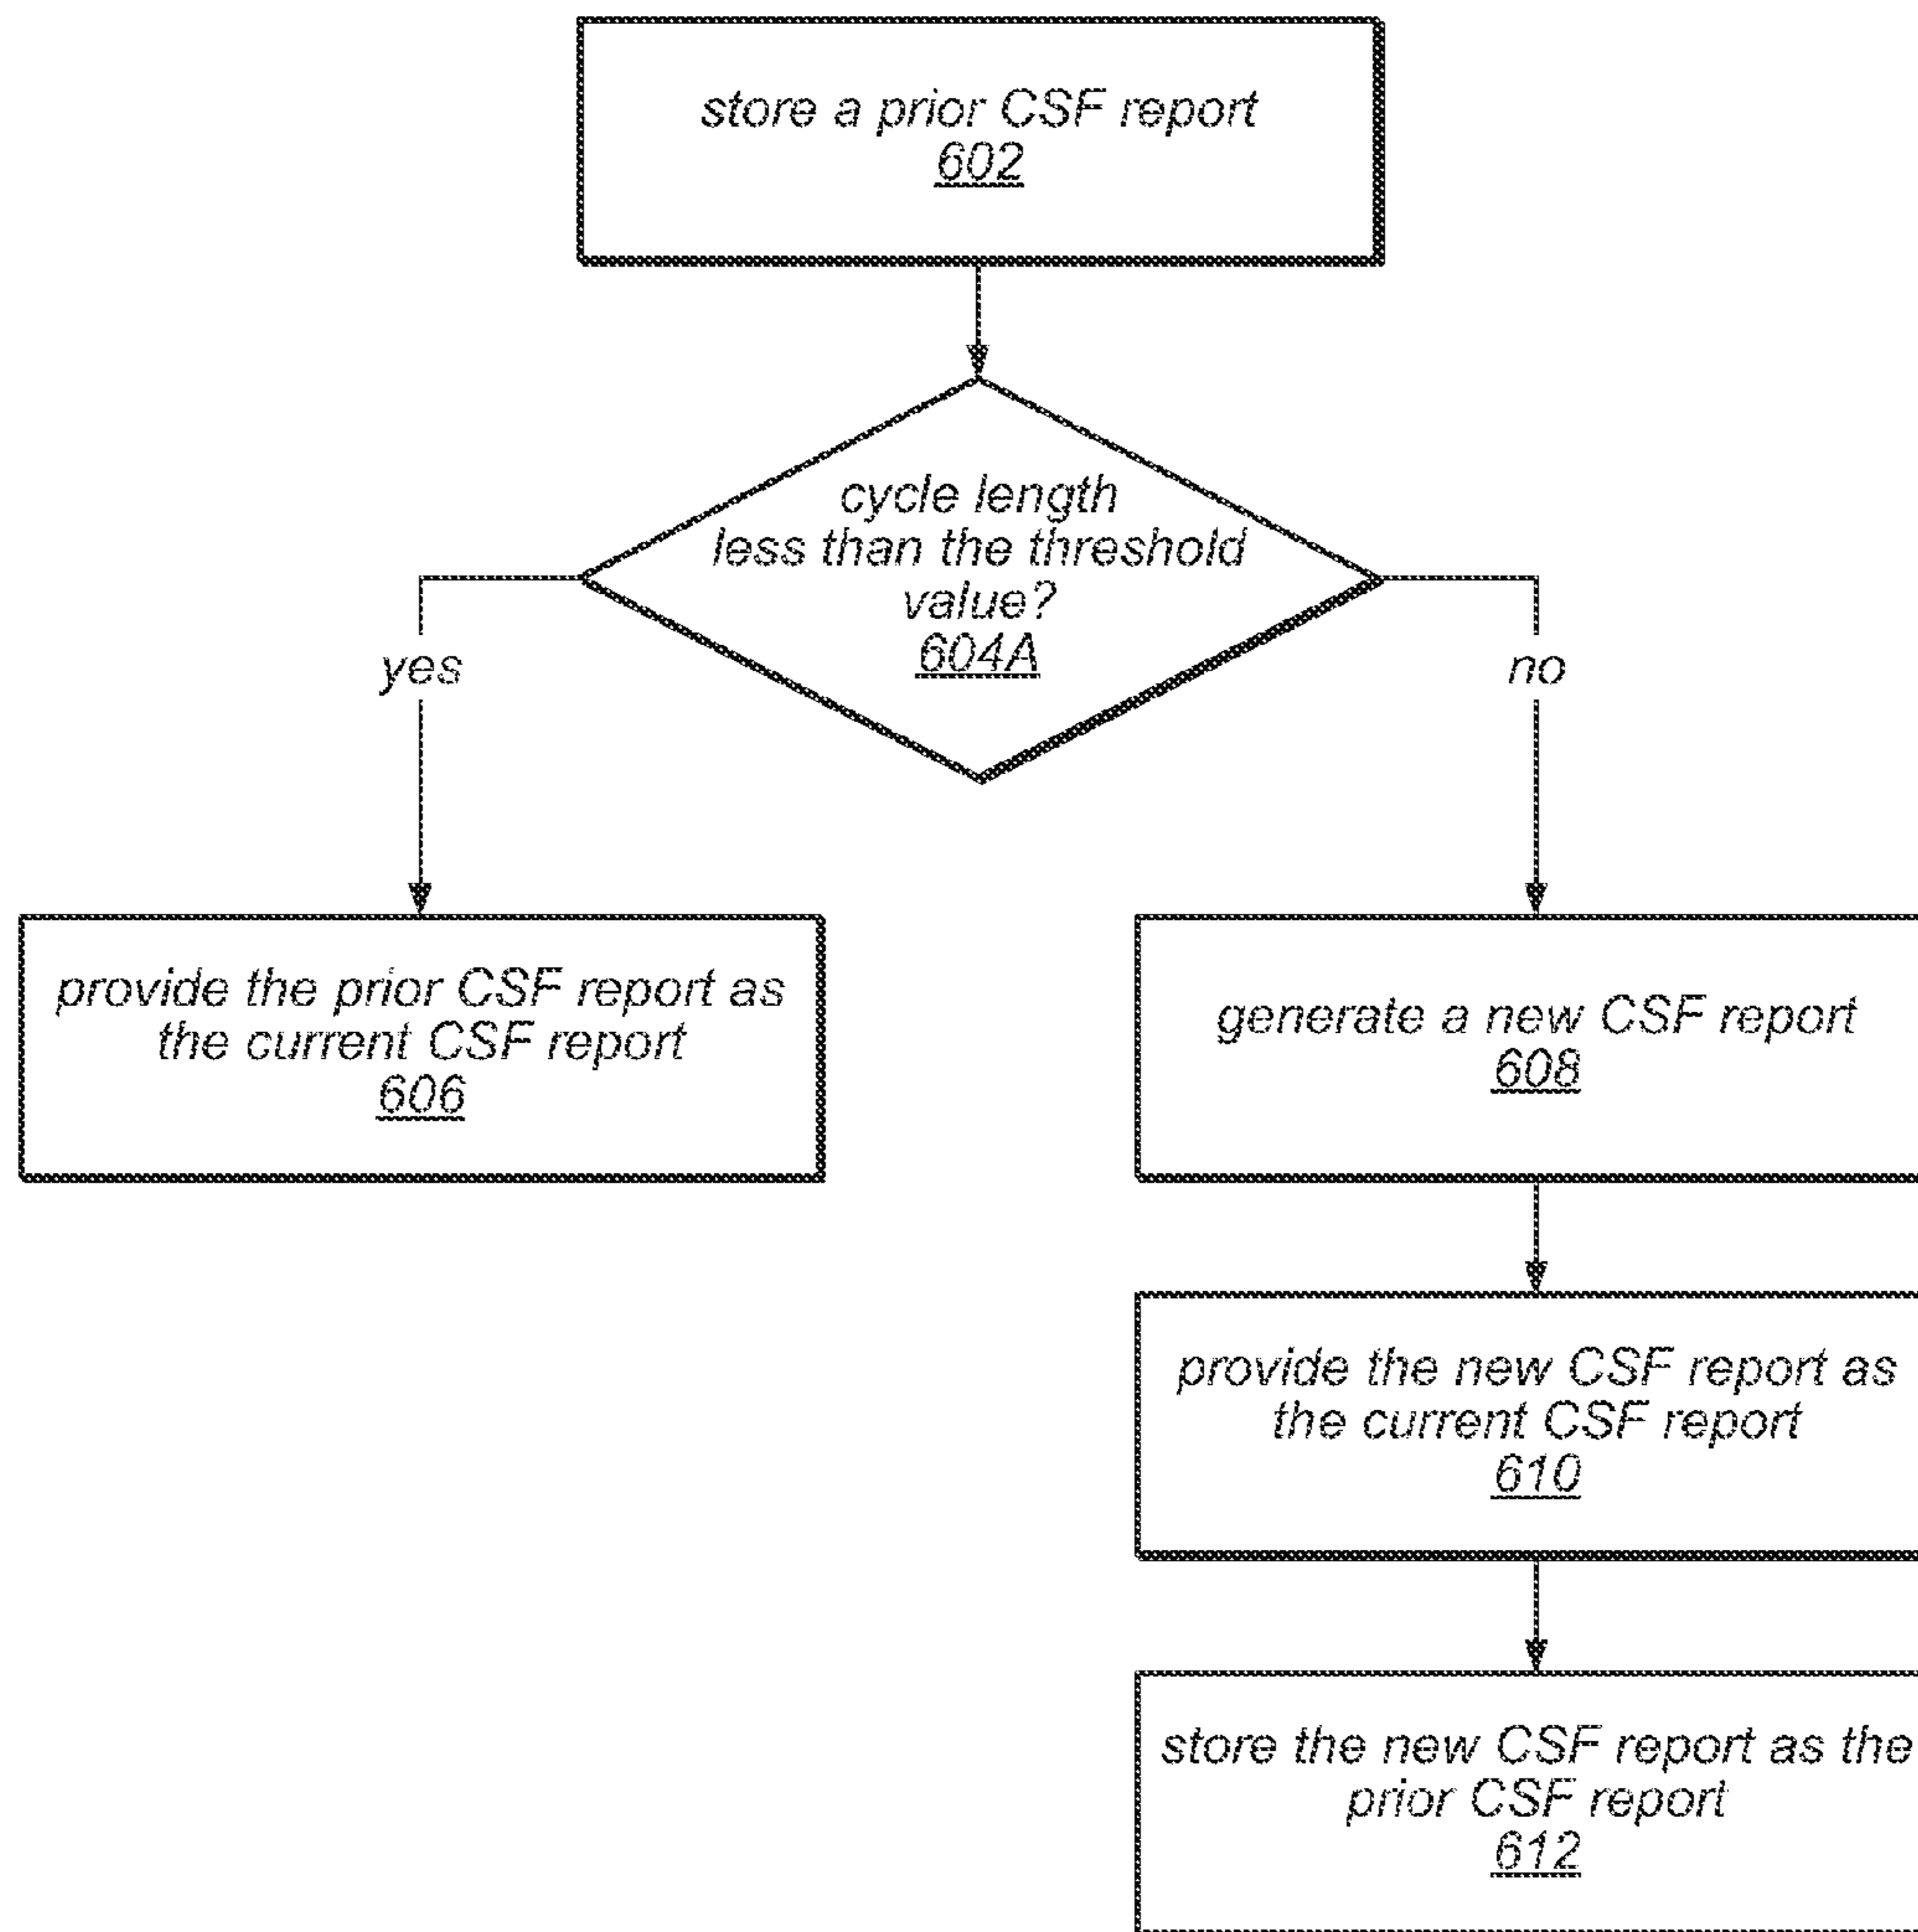 store a prior CSF report
602
cycle length
less than the threshold
value?
604A
yes
no
provide the prior CSF report as
the current CSF report
606
generate a new CSF report
608
provide the new CSF report as
the current CSF report
610
store the new CSF report as the
prior CSF report
612